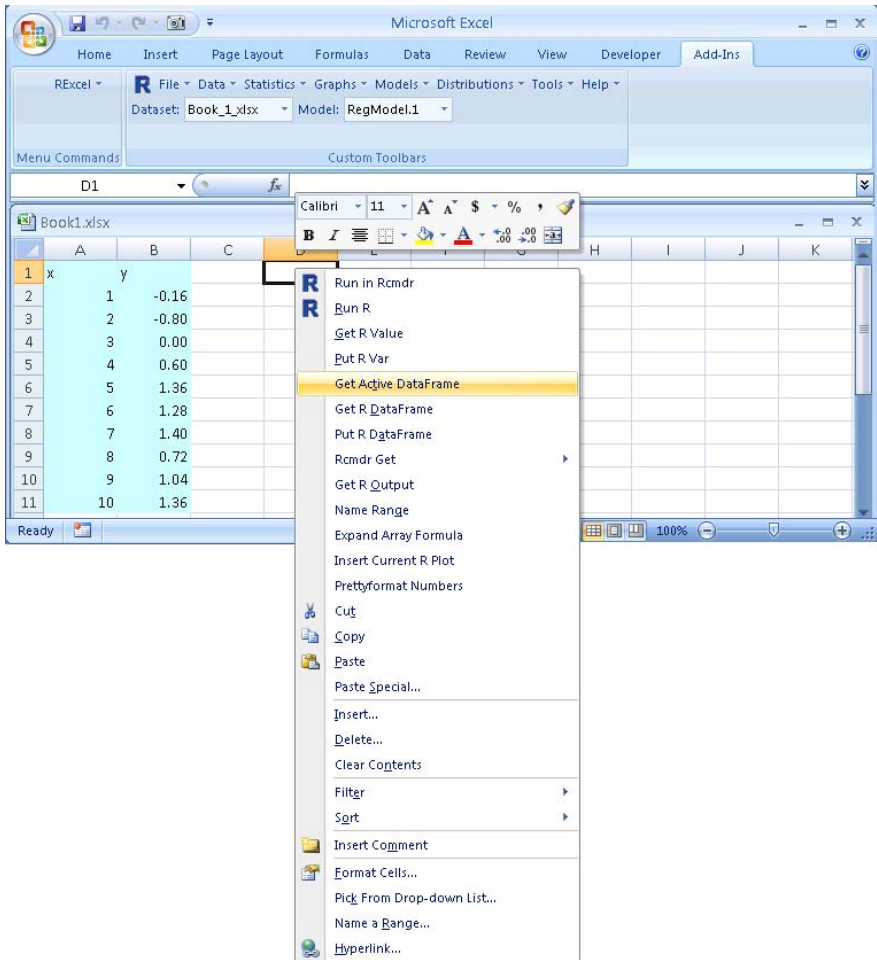 Microsoft Excel
Home Insert Page Layout Formulas Data Review View Developer Add-Ins
RExcel R File Data Statistics Graphs Models Distributions Tools Help
Dataset: Book_1_xlsx Model: RegModel.1
Menu Commands Custom Toolbars
D1 fx
Calibri 11 A A $ % ,
B I A .00 .00
Book1.xlsx
A B C D H I J K
1 x y
2 1 -0.16
3 2 -0.80
4 3 0.00
5 4 0.60
6 5 1.36
7 6 1.28
8 7 1.40
9 8 0.72
10 9 1.04
11 10 1.36
Ready 100%
R Run in Rcmdr
R Run R
Get R Value
Put R Var
Get Active DataFrame
Get R DataFrame
Put R DataFrame
Rcmdr Get
Get R Output
Name Range
Expand Array Formula
Insert Current R Plot
Prettyformat Numbers
Cut
Copy
Paste
Paste Special...
Insert...
Delete...
Clear Contents
Filter
Sort
Insert Comment
Format Cells...
Pick From Drop-down List...
Name a Range...
Hyperlink...